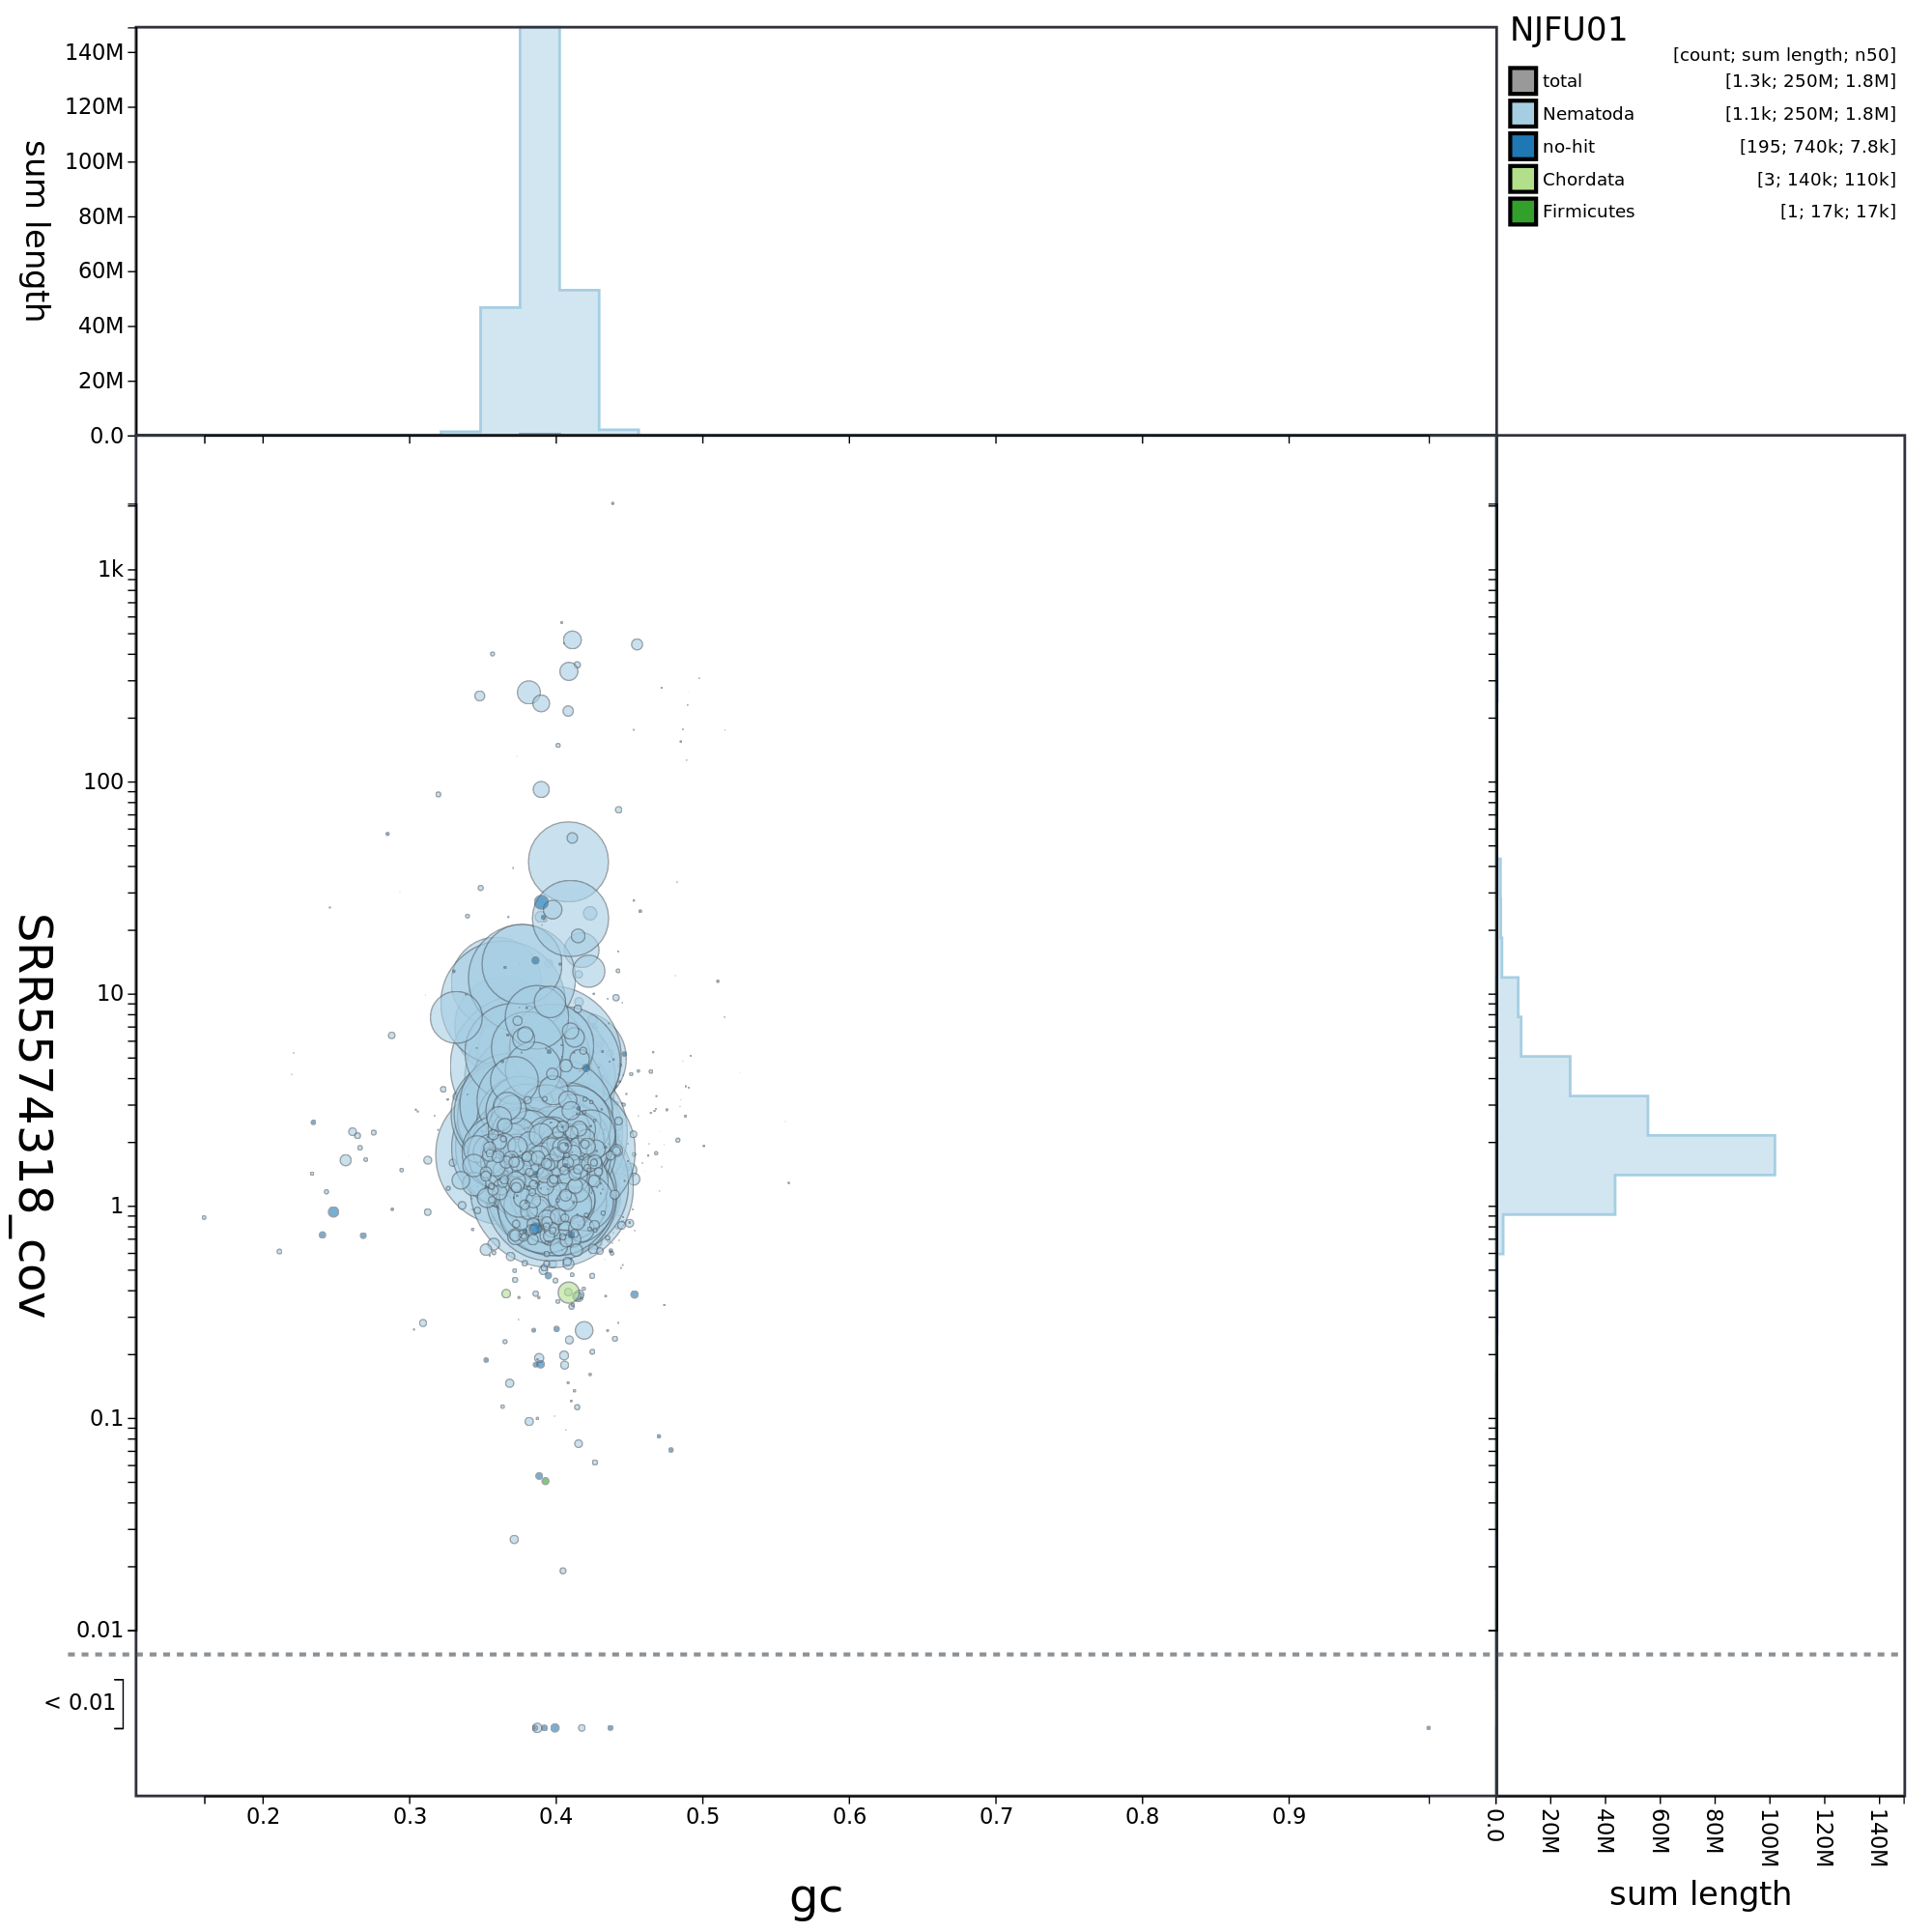 NJFU01
[count; sum length; n50]
total [1.3k; 250M; 1.8M]
Nematoda [1.1k; 250M; 1.8M]
no-hit [195; 740k; 7.8k]
Chordata [3; 140k; 110k]
Firmicutes [1; 17k; 17k]
140M
120M
100M
80M
60M
40M
20M
0.0
sum length
1k
100
10
1
0.1
0.01
< 0.01
SRR5574318_cov
0.2 0.3 0.4 0.5 0.6 0.7 0.8 0.9
gc
0.0 20M 40M 60M 80M 100M 120M 140M
sum length